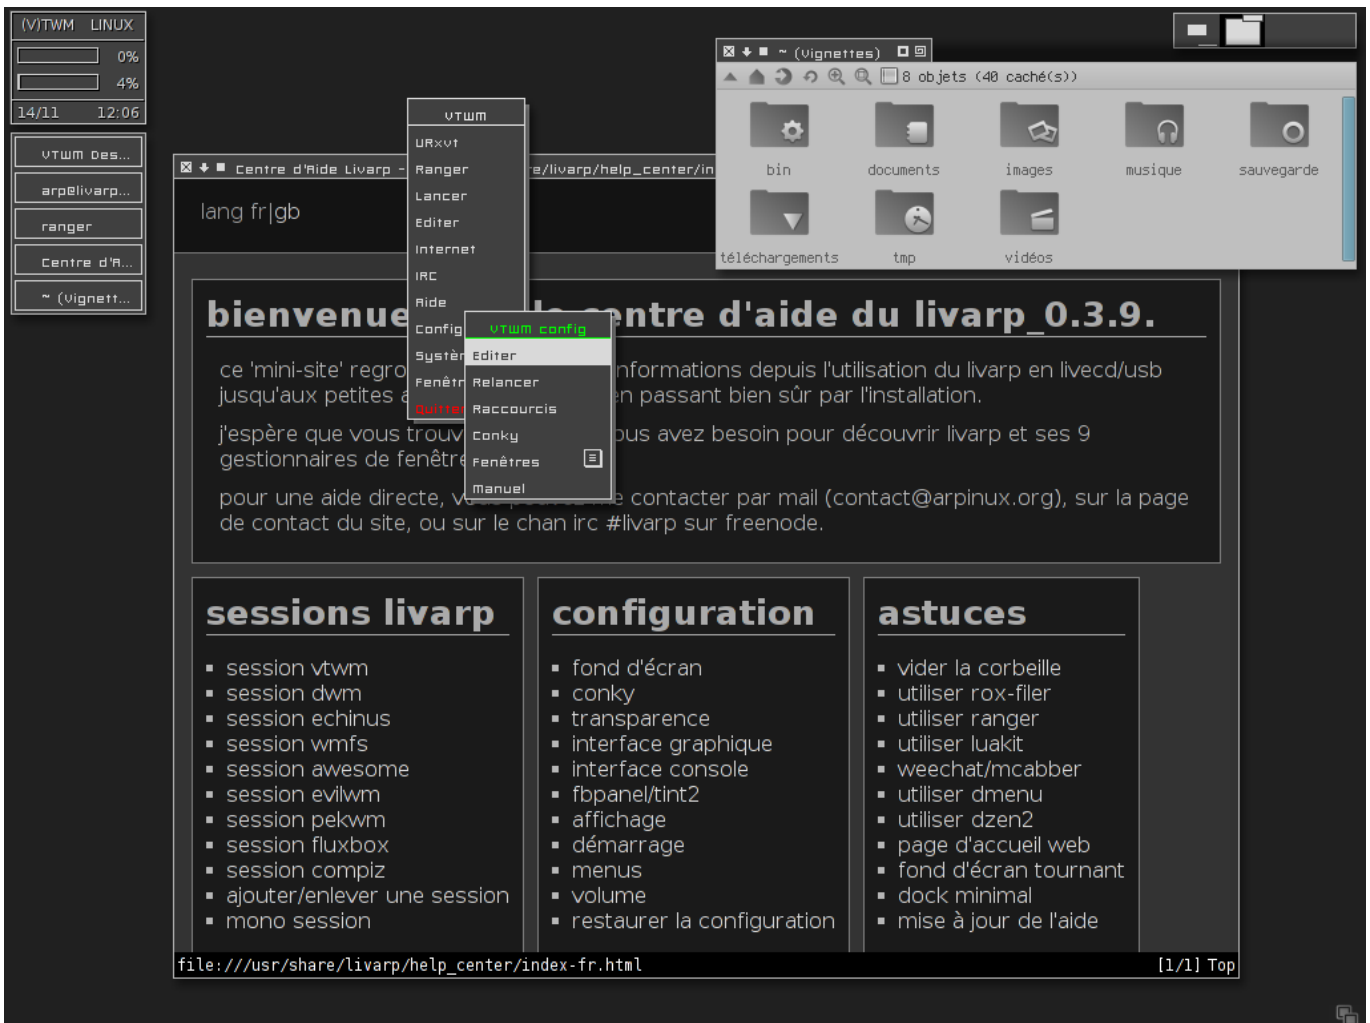 (V)TWM LINUX
0%
4%
14/11 12:06
VTWM Des...
arp@livarp...
ranger
Centre d'A...
~ (Vignett...
VTWM
URxvt
Ranger
Lancer
Editer
Internet
IRC
Aide
Config
Systèm
Fenêtr
VTWM config
Editer
Relancer
Raccourcis
Conky
Fenêtres
Manuel
~ (Vignettes)
8 objets (40 caché(s))
bin
documents
images
musique
sauvegarde
téléchargements
tmp
vidéos
Centre d'Aide Livarp - e/livarp/help_center/in
lang fr|gb
bienvenue centre d'aide du livarp_0.3.9.
ce 'mini-site' regro nformations depuis l'utilisation du livarp en livecd/usb
jusqu'aux petites a en passant bien sûr par l'installation.
j'espère que vous trouv ous avez besoin pour découvrir livarp et ses 9
gestionnaires de fenêtre
pour une aide directe, vous pouvez me contacter par mail (contact@arpinux.org), sur la page
de contact du site, ou sur le chan irc #livarp sur freenode.
sessions livarp
session vtwm
session dwm
session echinus
session wmfs
session awesome
session evilwm
session pekwm
session fluxbox
session compiz
ajouter/enlever une session
mono session
configuration
fond d'écran
conky
transparence
interface graphique
interface console
fbpanel/tint2
affichage
démarrage
menus
volume
restaurer la configuration
astuces
vider la corbeille
utiliser rox-filer
utiliser ranger
utiliser luakit
weechat/mcabber
utiliser dmenu
utiliser dzen2
page d'accueil web
fond d'écran tournant
dock minimal
mise à jour de l'aide
file:///usr/share/livarp/help_center/index-fr.html [1/1] Top